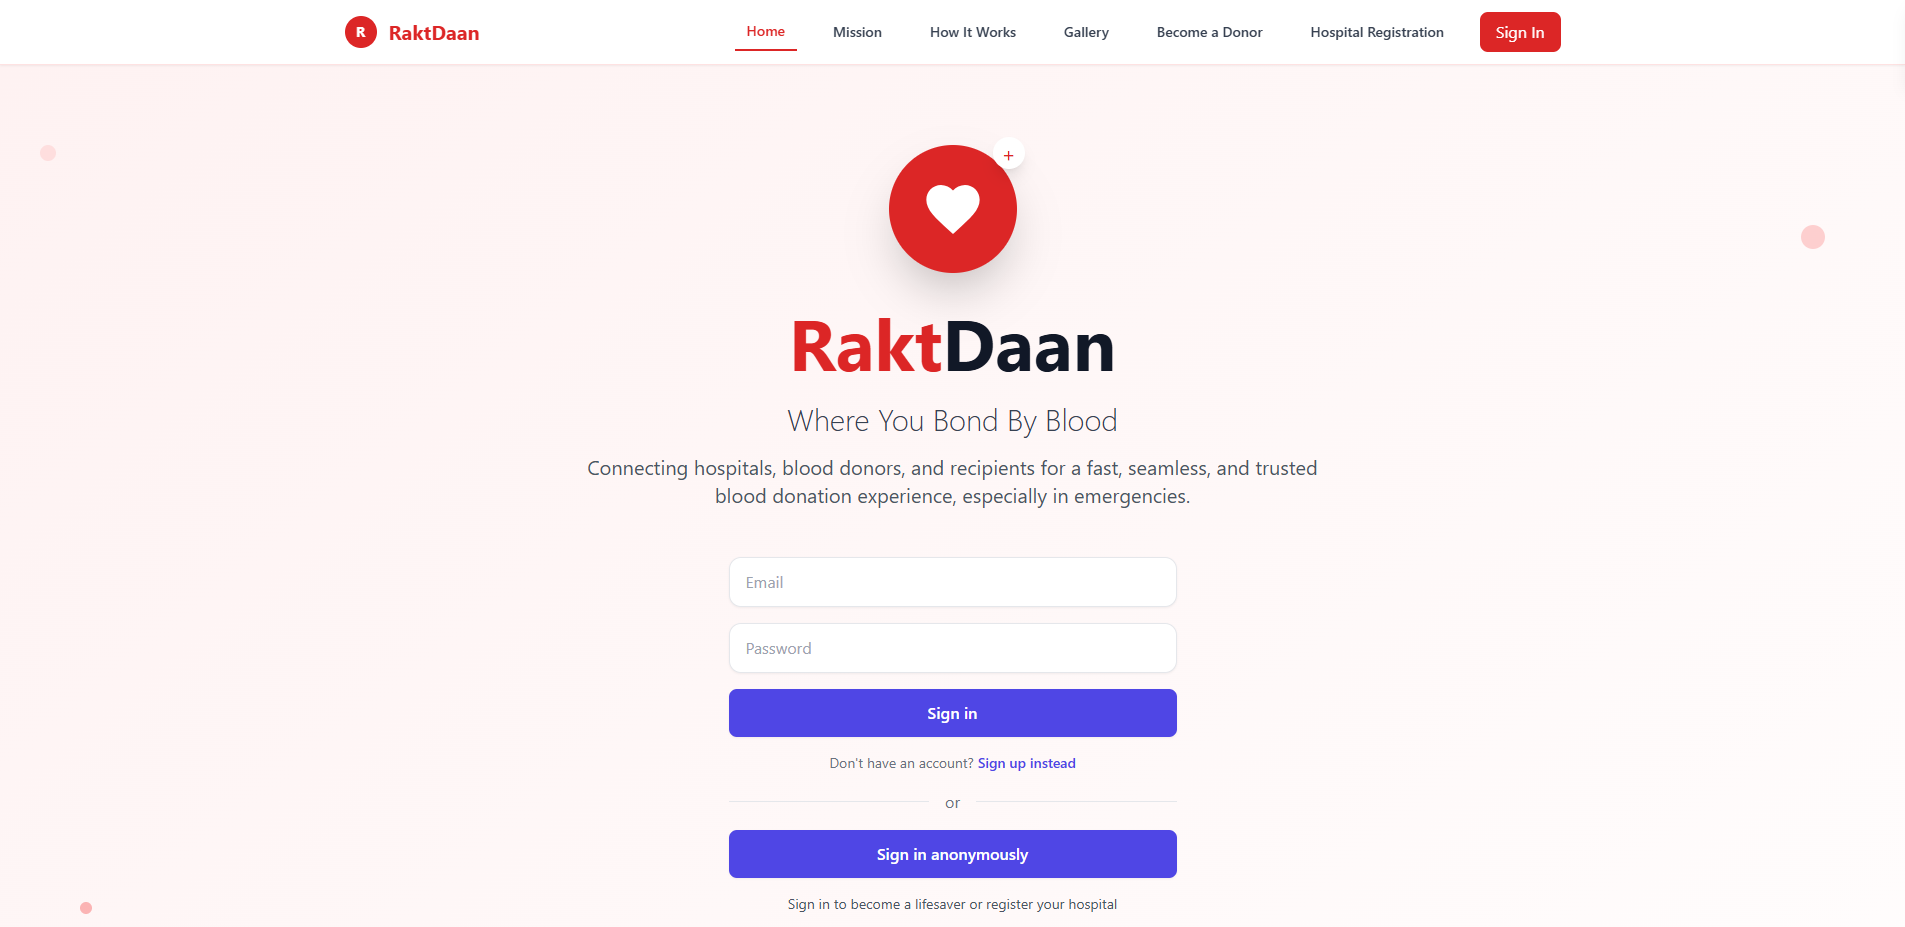 R RaktDaan Home Mission How It Works Gallery Become a Donor Hospital Registration Sign In
+
RaktDaan
Where You Bond By Blood
Connecting hospitals, blood donors, and recipients for a fast, seamless, and trusted
blood donation experience, especially in emergencies.
Email
Password
Sign in
Don't have an account? Sign up instead
or
Sign in anonymously
Sign in to become a lifesaver or register your hospital